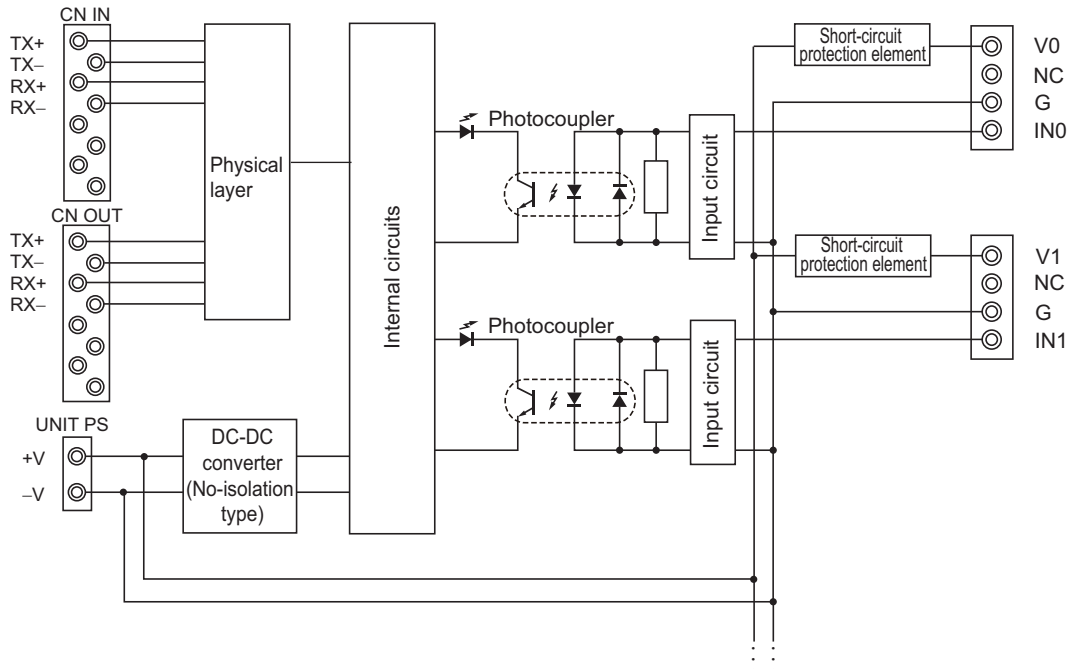 CN IN
TX+
TX−
RX+
RX−
CN OUT
TX+
TX−
RX+
RX−
UNIT PS
+V
−V
Physical
layer
DC-DC
converter
(No-isolation
type)
Internal circuits
Photocoupler
Input circuit
Photocoupler
Input circuit
Short-circuit
protection element
V0
NC
G
IN0
Short-circuit
protection element
V1
NC
G
IN1